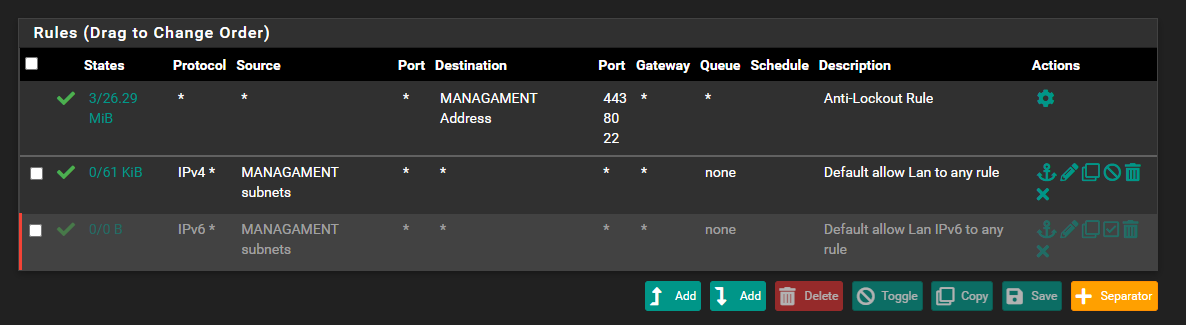 Rules (Drag to Change Order)
States Protocol Source Port Destination Port Gateway Queue Schedule Description Actions
3/26.29 * * * MANAGAMENT 443 * * Anti-Lockout Rule
MiB Address 80
22
0/61 KiB IPv4 * MANAGAMENT * * * * none Default allow Lan to any rule
subnets
0/0 B IPv6 * MANAGAMENT * * * * none Default allow Lan IPv6 to any
subnets rule
Add Add Delete Toggle Copy Save Separator